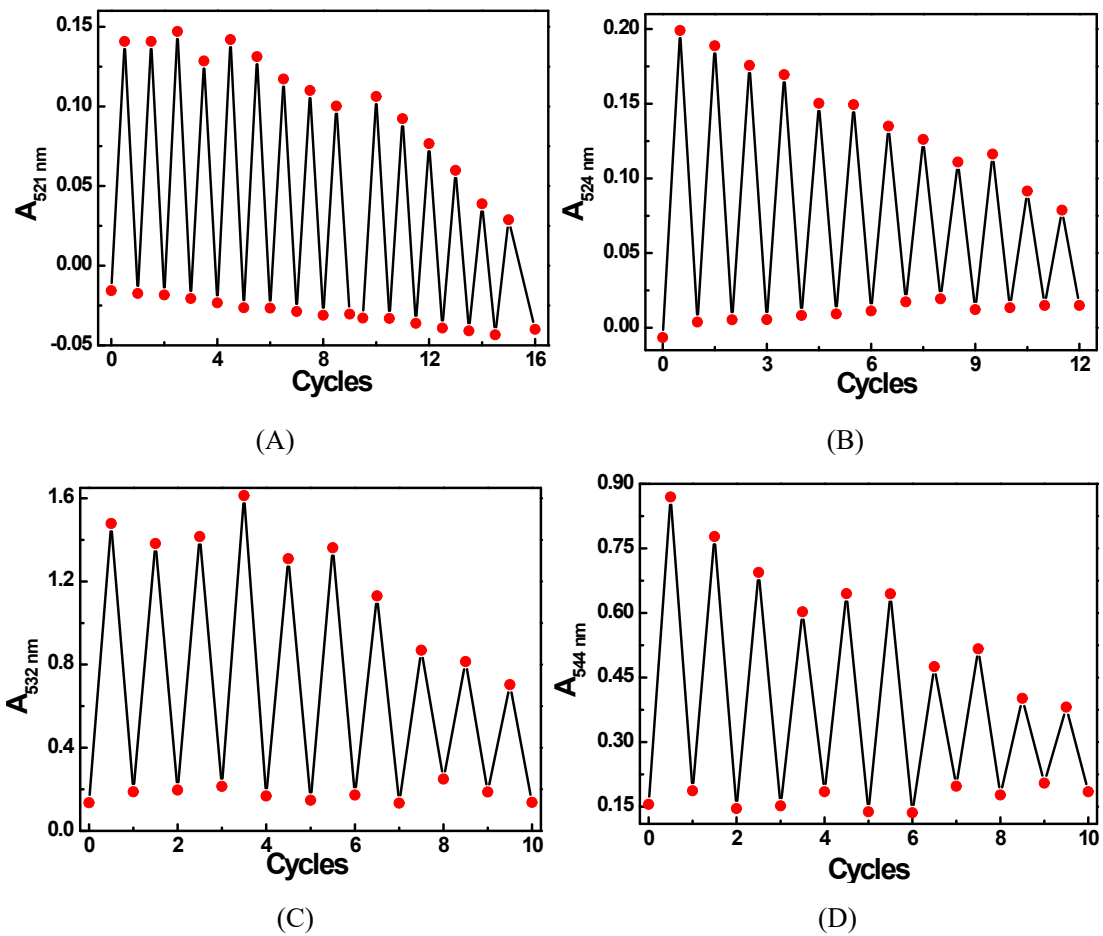 0.15
0.10
0.05
0.00
-0.05
A521 nm
0 4 8 12 16
Cycles
(A)
0.20
0.15
0.10
0.05
0.00
A524 nm
0 3 6 9 12
Cycles
(B)
1.6
1.2
0.8
0.4
0.0
A532 nm
0 2 4 6 8 10
Cycles
(C)
0.90
0.75
0.60
0.45
0.30
0.15
A544 nm
0 2 4 6 8 10
Cycles
(D)